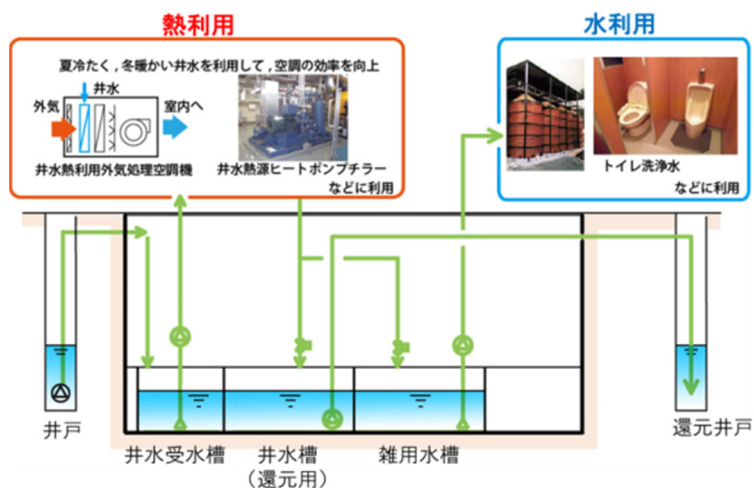 熱利用
水利用
夏冷たく,冬暖かい井水を利用して,空調の効率を向上
井水
外気
室内へ
井水熱利用外気処理空調機
井水熱源ヒートポンプチラー
などに利用
トイレ洗浄水
などに利用
井戸
井水受水槽
井水槽
(還元用)
雑用水槽
還元井戸